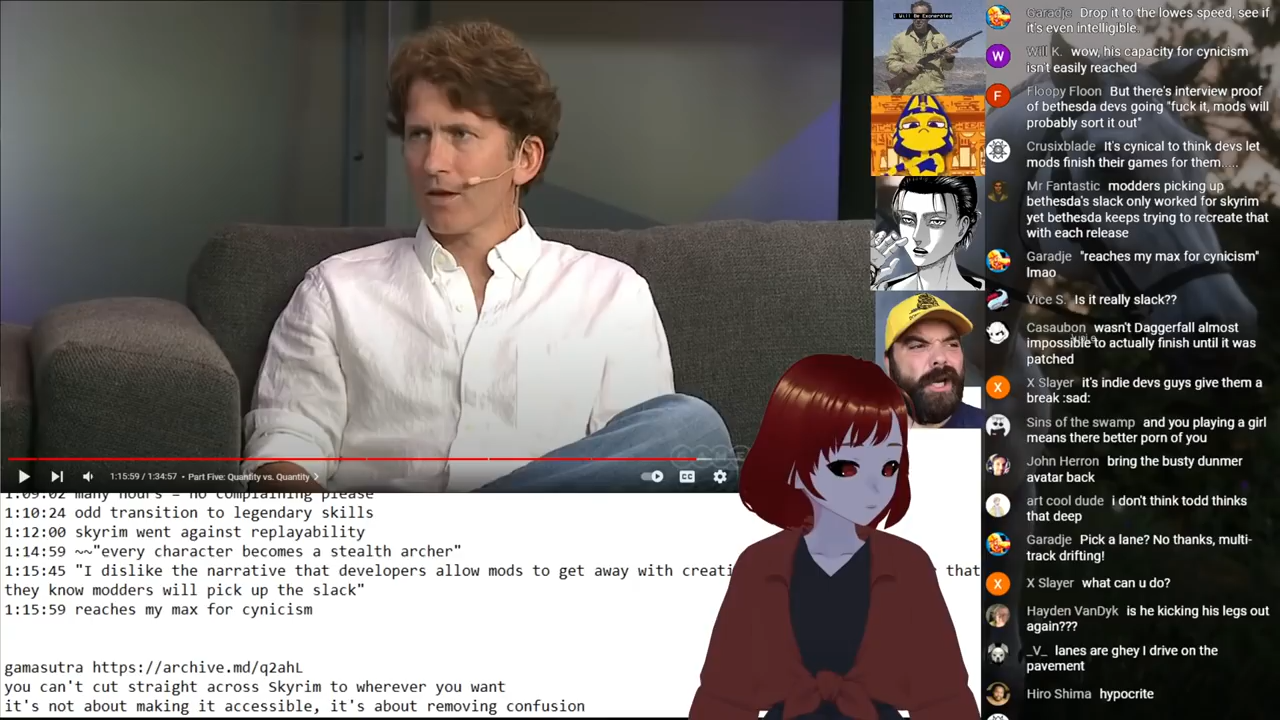 I Will Be Exonerated
1:15:59 / 1:34:57 • Part Five: Quantity vs. Quantity
CC
1:09:02 many hours = no complaining please
1:10:24 odd transition to legendary skills
1:12:00 skyrim went against replayability
1:14:59 ~~"every character becomes a stealth archer"
1:15:45 "I dislike the narrative that developers allow mods to get away with that
they know modders will pick up the slack"
1:15:59 reaches my max for cynicism
gamasutra https://archive.md/q2ahL
you can't cut straight across Skyrim to wherever you want
it's not about making it accessible, it's about removing confusion
Garadje Drop it to the lowes speed, see if
it's even intelligible.
W
Will K. wow, his capacity for cynicism
isn't easily reached
F
Floopy Floon But there's interview proof
of bethesda devs going "fuck it, mods will
probably sort it out"
Crusixblade It's cynical to think devs let
mods finish their games for them.....
Mr Fantastic modders picking up
bethesda's slack only worked for skyrim
yet bethesda keeps trying to recreate that
with each release
Garadje "reaches my max for cynicism"
lmao
Vice S. Is it really slack??
Casaubon wasn't Daggerfall almost
impossible to actually finish until it was
patched
X
X Slayer it's indie devs guys give them a
break :sad:
Sins of the swamp and you playing a girl
means there better porn of you
John Herron bring the busty dunmer
avatar back
art cool dude i don't think todd thinks
that deep
Garadje Pick a lane? No thanks, multi-
track drifting!
X
X Slayer what can u do?
Hayden VanDyk is he kicking his legs out
again???
_V_ lanes are ghey I drive on the
pavement
Hiro Shima hypocrite